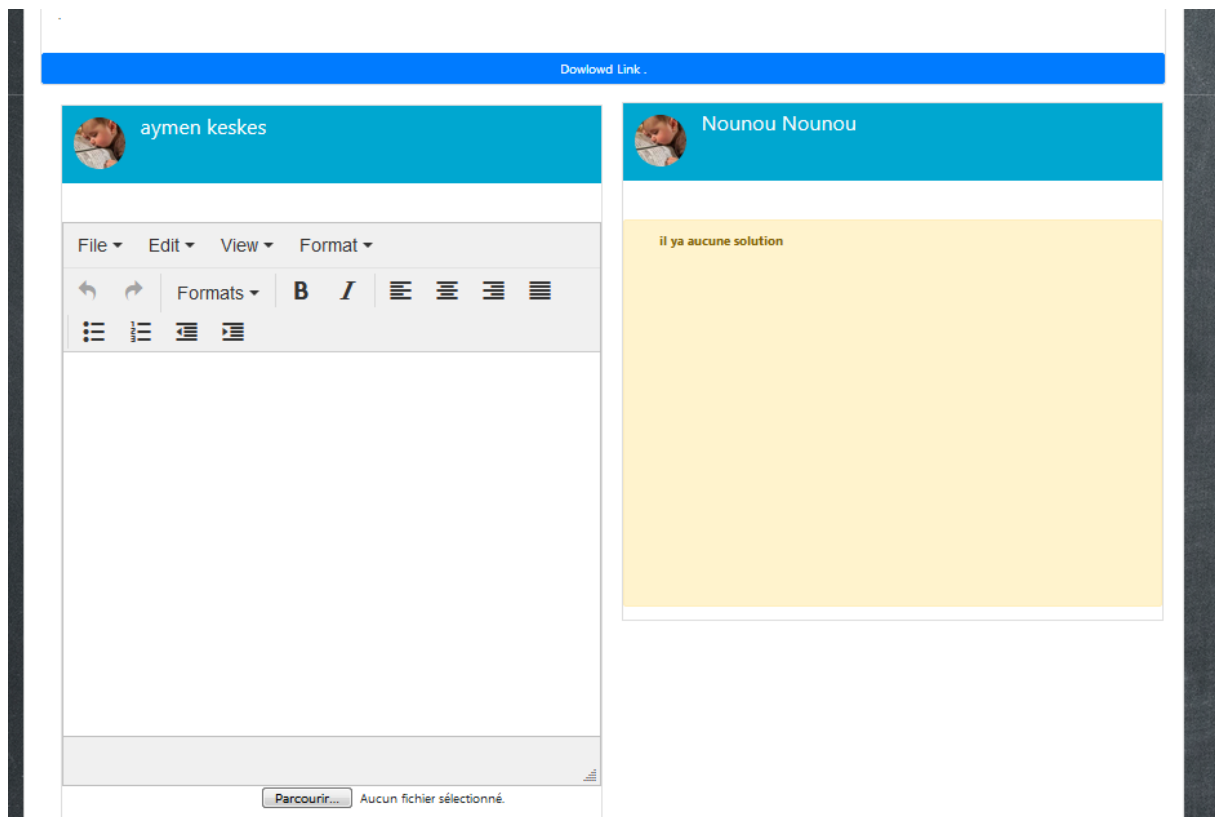 Dowlowd Link .
aymen keskes
File Edit View Format
Formats B I
Parcourir... Aucun fichier sélectionné.
Nounou Nounou
il ya aucune solution